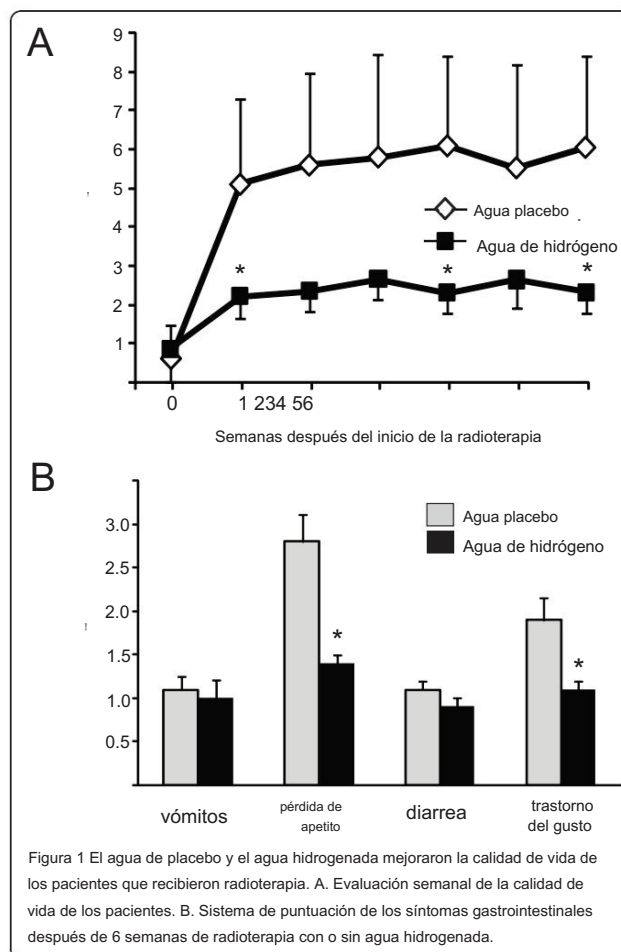 A
9
8
7
6
5
4
3
2
1
Agua placebo
Agua de hidrógeno
*
*
*
0 1 234 56
Semanas después del inicio de la radioterapia
B
3.0
2.5
2.0
1.5
1.0
0.5
Agua placebo
Agua de hidrógeno
*
*
vómitos
pérdida de
apetito
diarrea
trastorno
del gusto
Figura 1 El agua de placebo y el agua hidrogenada mejoraron la calidad de vida de
los pacientes que recibieron radioterapia. A. Evaluación semanal de la calidad de
vida de los pacientes. B. Sistema de puntuación de los síntomas gastrointestinales
después de 6 semanas de radioterapia con o sin agua hidrogenada.